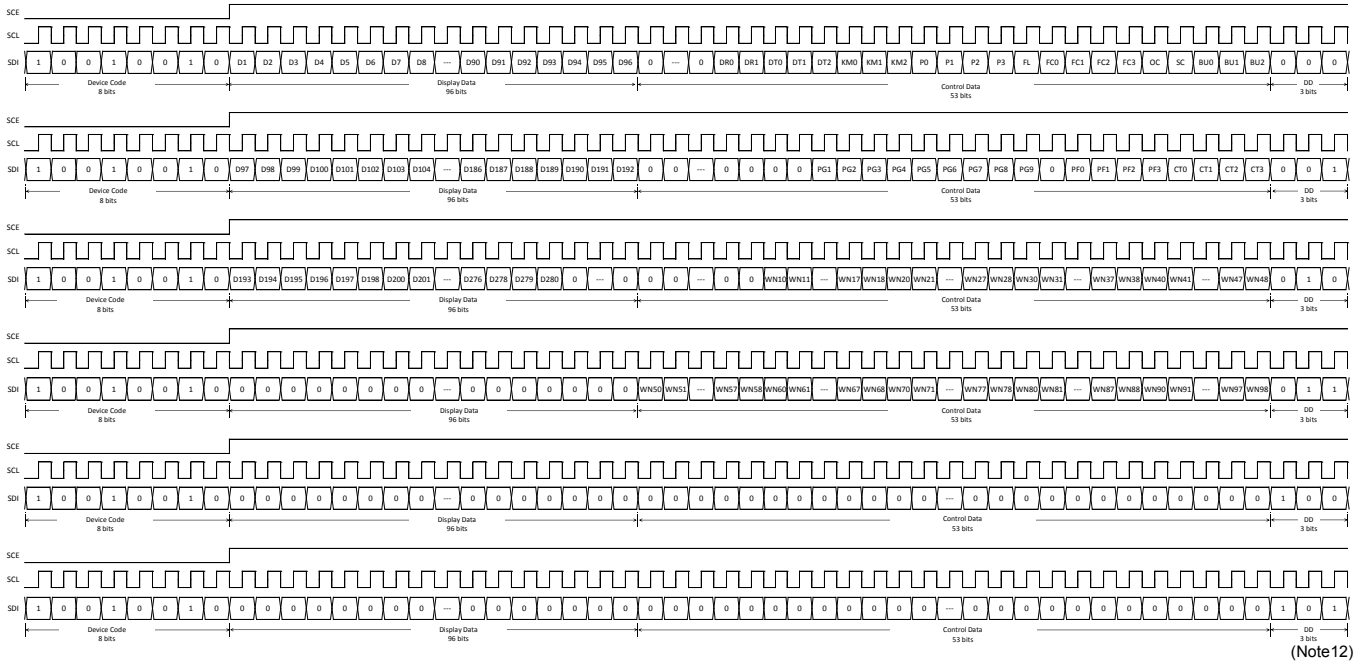 SCE
SCL
SDI 1 0 0 1 0 0 1 0 D1 D2 D3 D4 D5 D6 D7 D8 --- D90 D91 D92 D93 D94 D95 D96 0 --- 0 DR0 DR1 DT0 DT1 DT2 KM0 KM1 KM2 P0 P1 P2 P3 FL FC0 FC1 FC2 FC3 OC SC BU0 BU1 BU2 0 0 0
Device Code Display Data Control Data DD
8 bits 96 bits 53 bits 3 bits
SCE
SCL
SDI 1 0 0 1 0 0 1 0 D97 D98 D99 D100 D101 D102 D103 D104 --- D186 D187 D188 D189 D190 D191 D192 0 0 --- 0 0 0 0 PG1 PG2 PG3 PG4 PG5 PG6 PG7 PG8 PG9 0 PF0 PF1 PF2 PF3 CT0 CT1 CT2 CT3 0 0 1
Device Code Display Data Control Data DD
8 bits 96 bits 53 bits 3 bits
SCE
SCL
SDI 1 0 0 1 0 0 1 0 D193 D194 D195 D196 D197 D198 D200 D201 --- D276 D278 D279 D280 0 --- 0 0 0 --- 0 0 WN10 WN11 --- WN17 WN18 WN20 WN21 --- WN27 WN28 WN30 WN31 --- WN37 WN38 WN40 WN41 --- WN47 WN48 0 1 0
Device Code Display Data Control Data DD
8 bits 96 bits 53 bits 3 bits
SCE
SCL
SDI 1 0 0 1 0 0 1 0 0 0 0 0 0 0 0 0 --- 0 0 0 0 0 0 0 WN50 WN51 --- WN57 WN58 WN60 WN61 --- WN67 WN68 WN70 WN71 --- WN77 WN78 WN80 WN81 --- WN87 WN88 WN90 WN91 --- WN97 WN98 0 1 1
Device Code Display Data Control Data DD
8 bits 96 bits 53 bits 3 bits
SCE
SCL
SDI 1 0 0 1 0 0 1 0 0 0 0 0 0 0 0 0 --- 0 0 0 0 0 0 0 0 0 0 0 0 0 0 0 0 0 0 0 --- 0 0 0 0 0 0 0 0 0 0 0 0 1 0 0
Device Code Display Data Control Data DD
8 bits 96 bits 53 bits 3 bits
SCE
SCL
SDI 1 0 0 1 0 0 1 0 0 0 0 0 0 0 0 0 --- 0 0 0 0 0 0 0 0 0 0 0 0 0 0 0 0 0 0 0 --- 0 0 0 0 0 0 0 0 0 0 0 0 1 0 1
Device Code Display Data Control Data DD
8 bits 96 bits 53 bits 3 bits
(Note12)